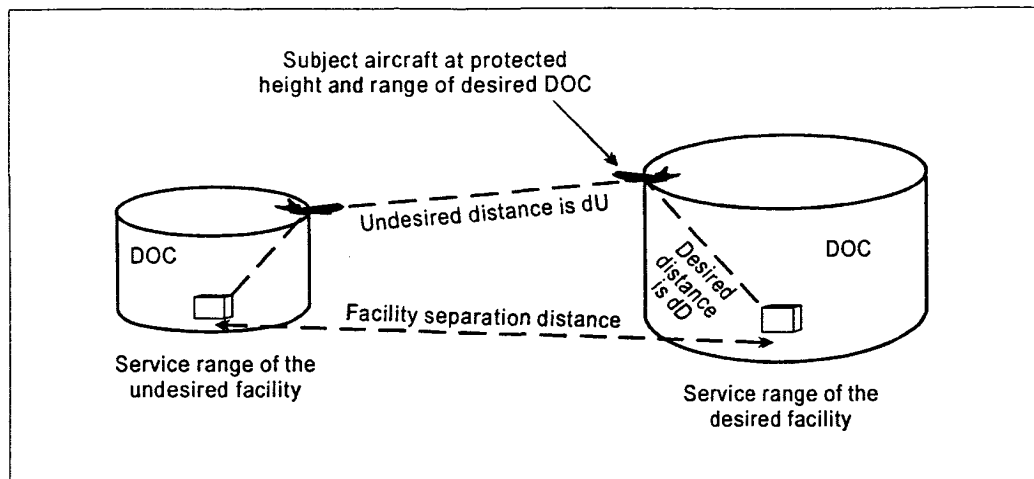 Subject aircraft at protected
height and range of desired DOC
Undesired distance is dU
DOC
DOC
Desired
distance
is dD
Facility separation distance
Service range of the
undesired facility
Service range of the
desired facility